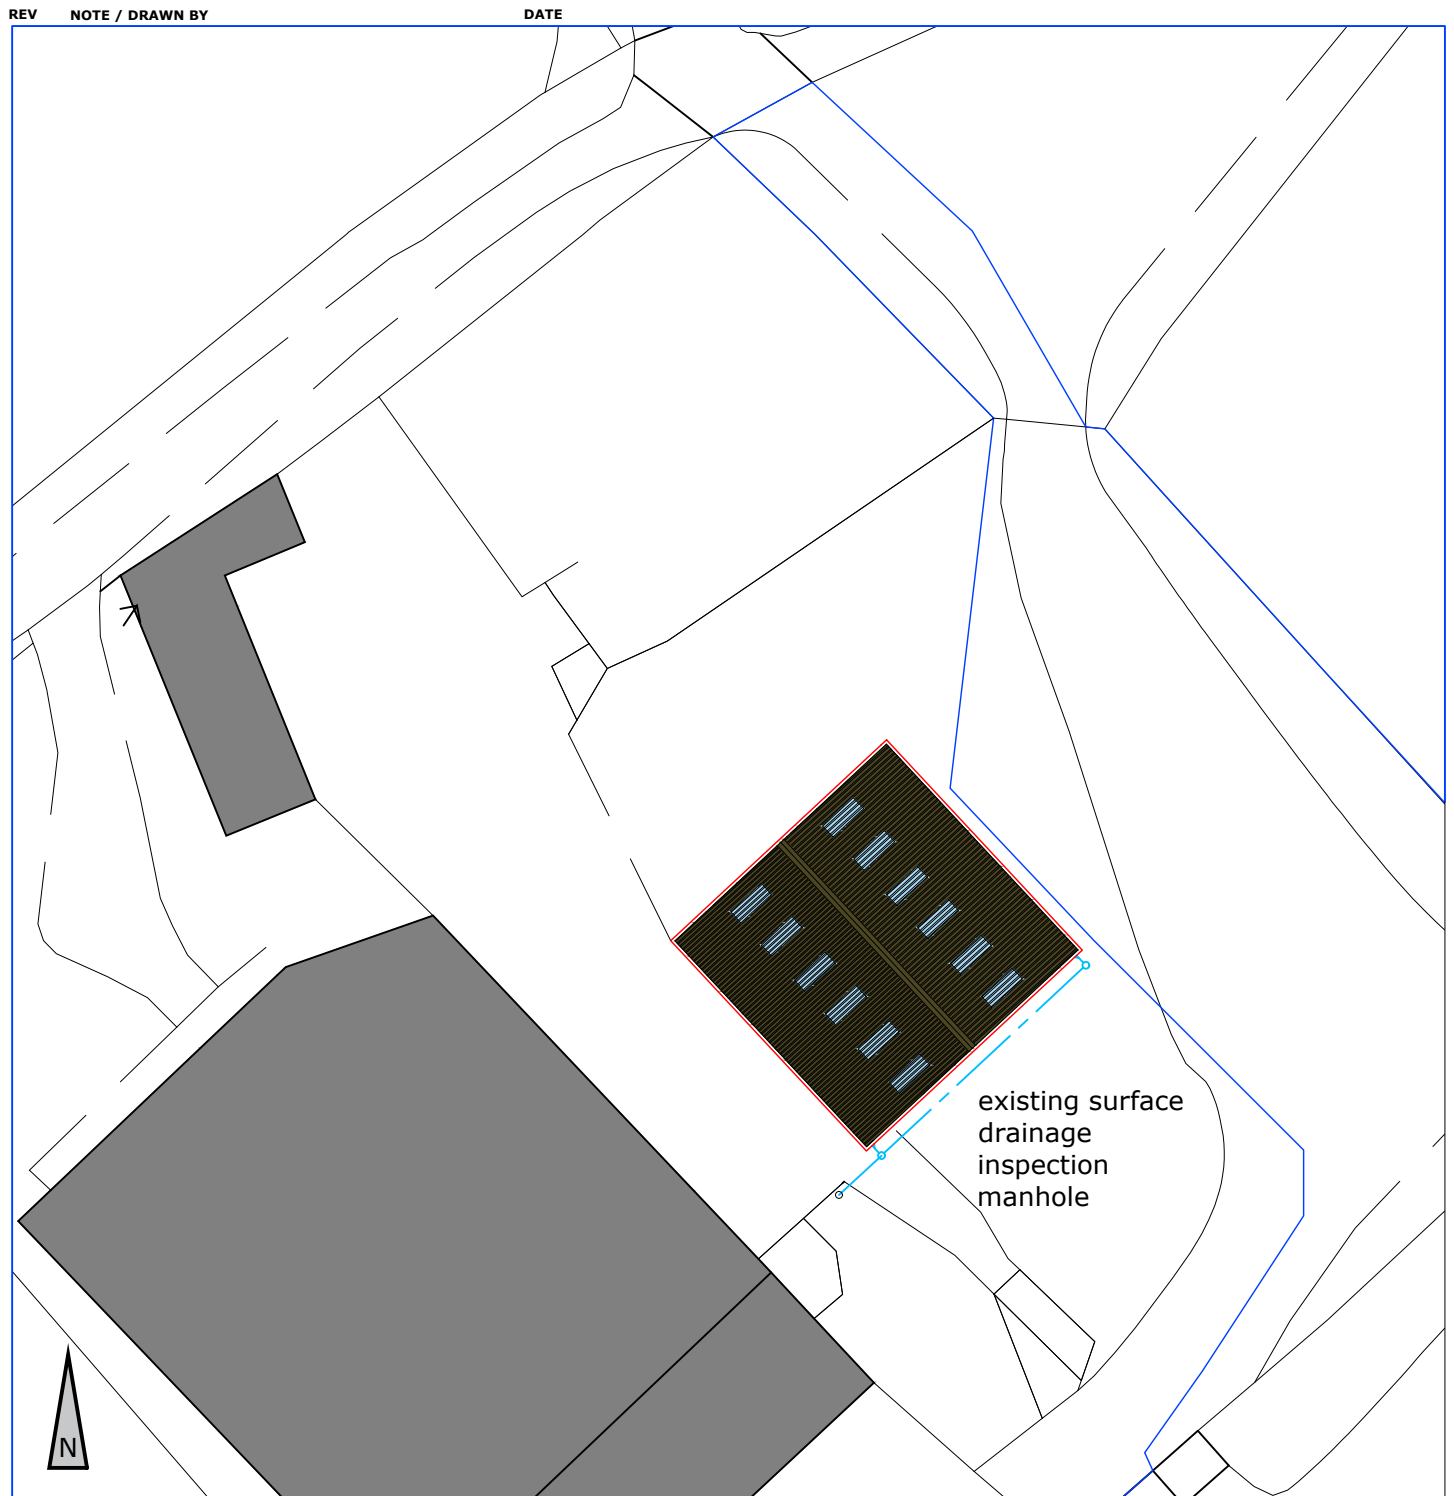 REV NOTE / DRAWN BY DATE
existing surface
drainage
inspection
manhole
N